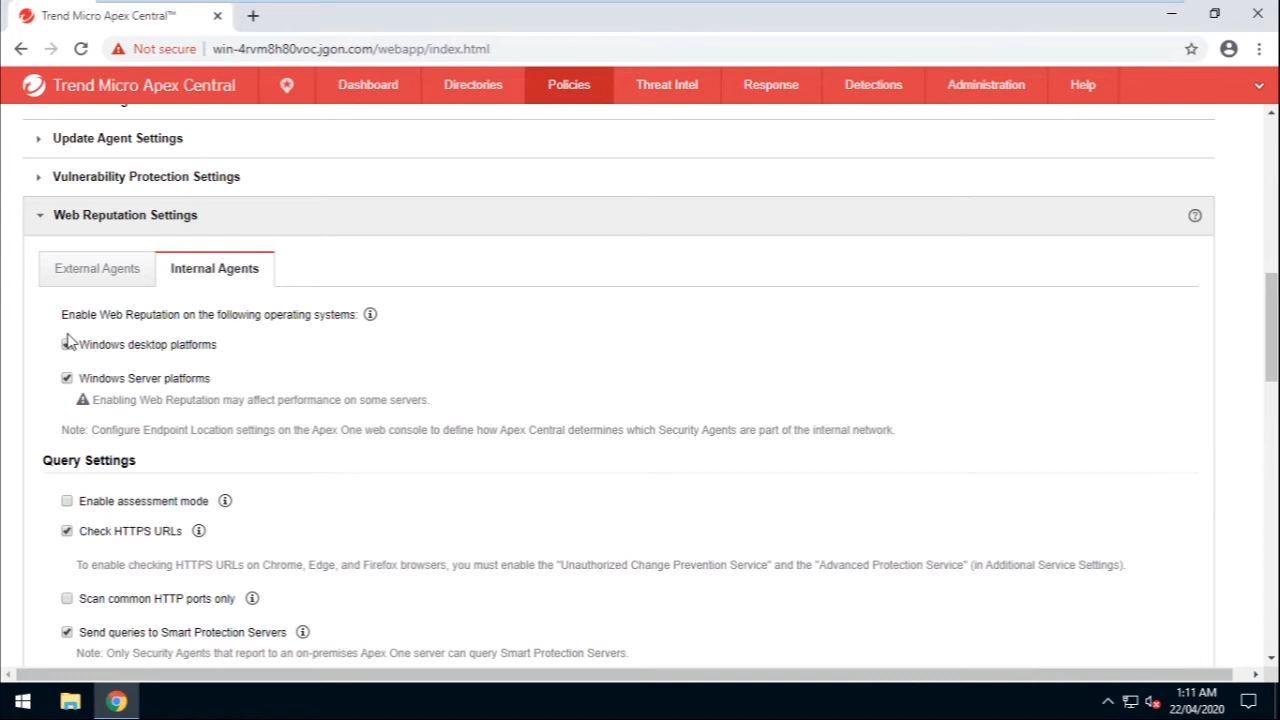 Trend Micro Apex Central™
Not secure
win-4rvm8h80voc.jgon.com/webapp/index.html
Trend Micro Apex Central
Dashboard
Directories
Policies
Threat Intel
Response
Detections
Administration
Help
Update Agent Settings
Vulnerability Protection Settings
Web Reputation Settings
External Agents
Internal Agents
Enable Web Reputation on the following operating systems:
Windows desktop platforms
Windows Server platforms
Enabling Web Reputation may affect performance on some servers.
Note: Configure Endpoint Location settings on the Apex One web console to define how Apex Central determines which Security Agents are part of the internal network.
Query Settings
Enable assessment mode
Check HTTPS URLs
To enable checking HTTPS URLs on Chrome, Edge, and Firefox browsers, you must enable the "Unauthorized Change Prevention Service" and the "Advanced Protection Service" (in Additional Service Settings).
Scan common HTTP ports only
Send queries to Smart Protection Servers
Note: Only Security Agents that report to an on-premises Apex One server can query Smart Protection Servers.
1:11 AM
22/04/2020